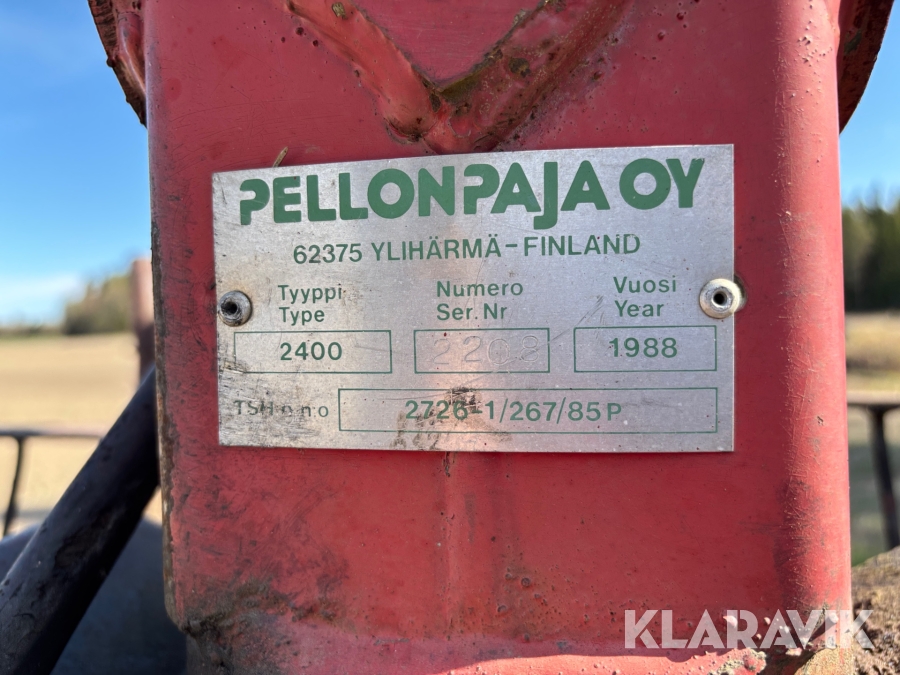 PELLONPAJA OY
62375 YLIHÄRMÄ - FINLAND
Tyyppi Numero Vuosi
Type Ser. Nr Year
2400 2208 1988
2726-1/267/85 P
KLARAVIK